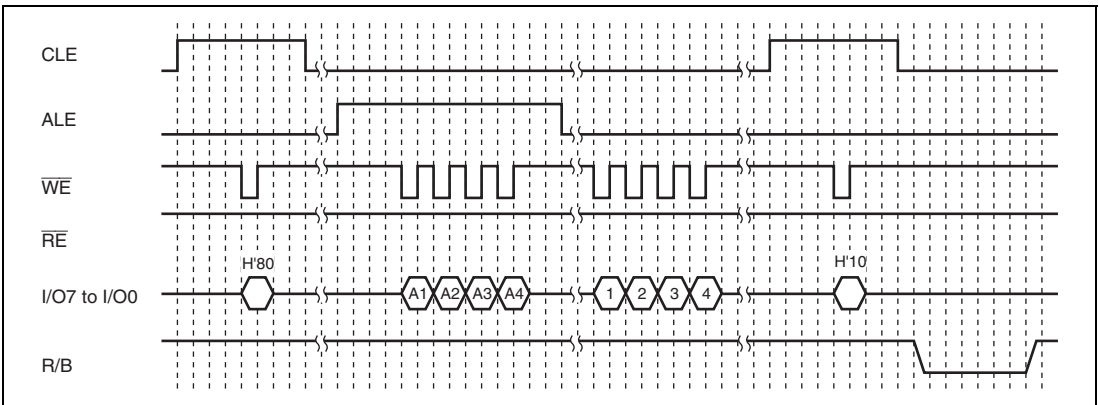 CLE
ALE
WE
RE
H'80
H'10
I/O7 to I/O0
A1 A2 A3 A4
1 2 3 4
R/B